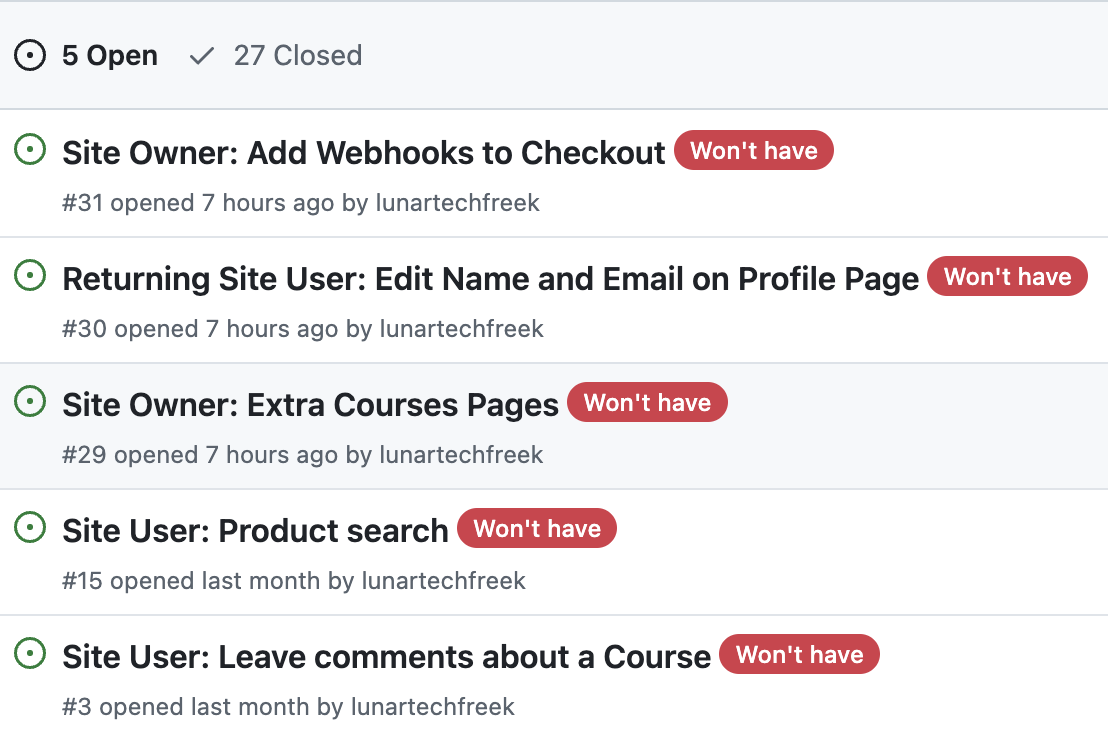 5 Open 27 Closed
Site Owner: Add Webhooks to Checkout Won't have
#31 opened 7 hours ago by lunartechfreek
Returning Site User: Edit Name and Email on Profile Page Won't have
#30 opened 7 hours ago by lunartechfreek
Site Owner: Extra Courses Pages Won't have
#29 opened 7 hours ago by lunartechfreek
Site User: Product search Won't have
#15 opened last month by lunartechfreek
Site User: Leave comments about a Course Won't have
#3 opened last month by lunartechfreek